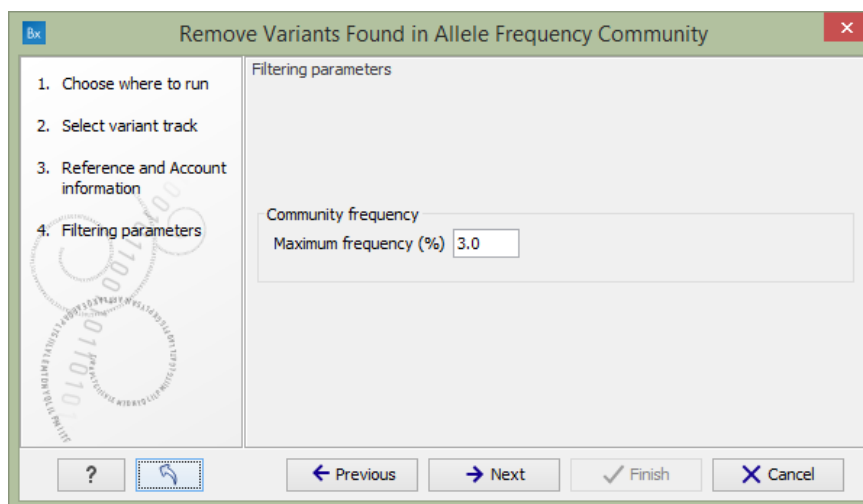 Bx
Remove Variants Found in Allele Frequency Community
1. Choose where to run
2. Select variant track
3. Reference and Account
information
4. Filtering parameters
Filtering parameters
Community frequency
Maximum frequency (%) 3.0
?
Previous
Next
Finish
Cancel